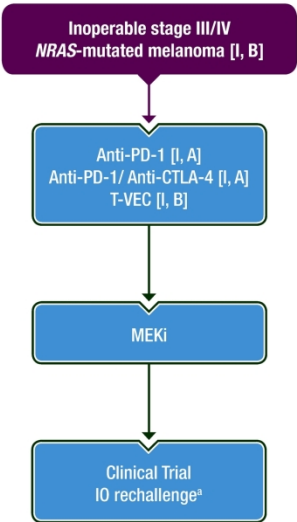 Inoperable stage III/IV
NRAS-mutated melanoma [I, B]
Anti-PD-1 [I, A]
Anti-PD-1/ Anti-CTLA-4 [I, A]
T-VEC [I, B]
MEKi
Clinical Trial
IO rechallengeᵃ